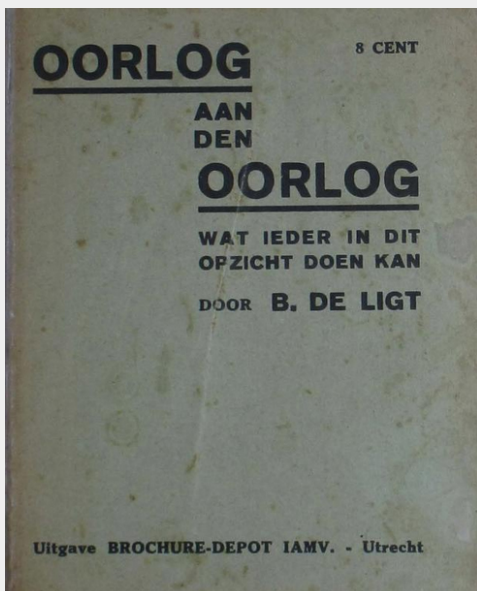 8 CENT
OORLOG
AAN
DEN
OORLOG
WAT IEDER IN DIT
OPZICHT DOEN KAN
DOOR B. DE LIGT
Uitgave BROCHURE-DEPOT IAMV. - Utrecht